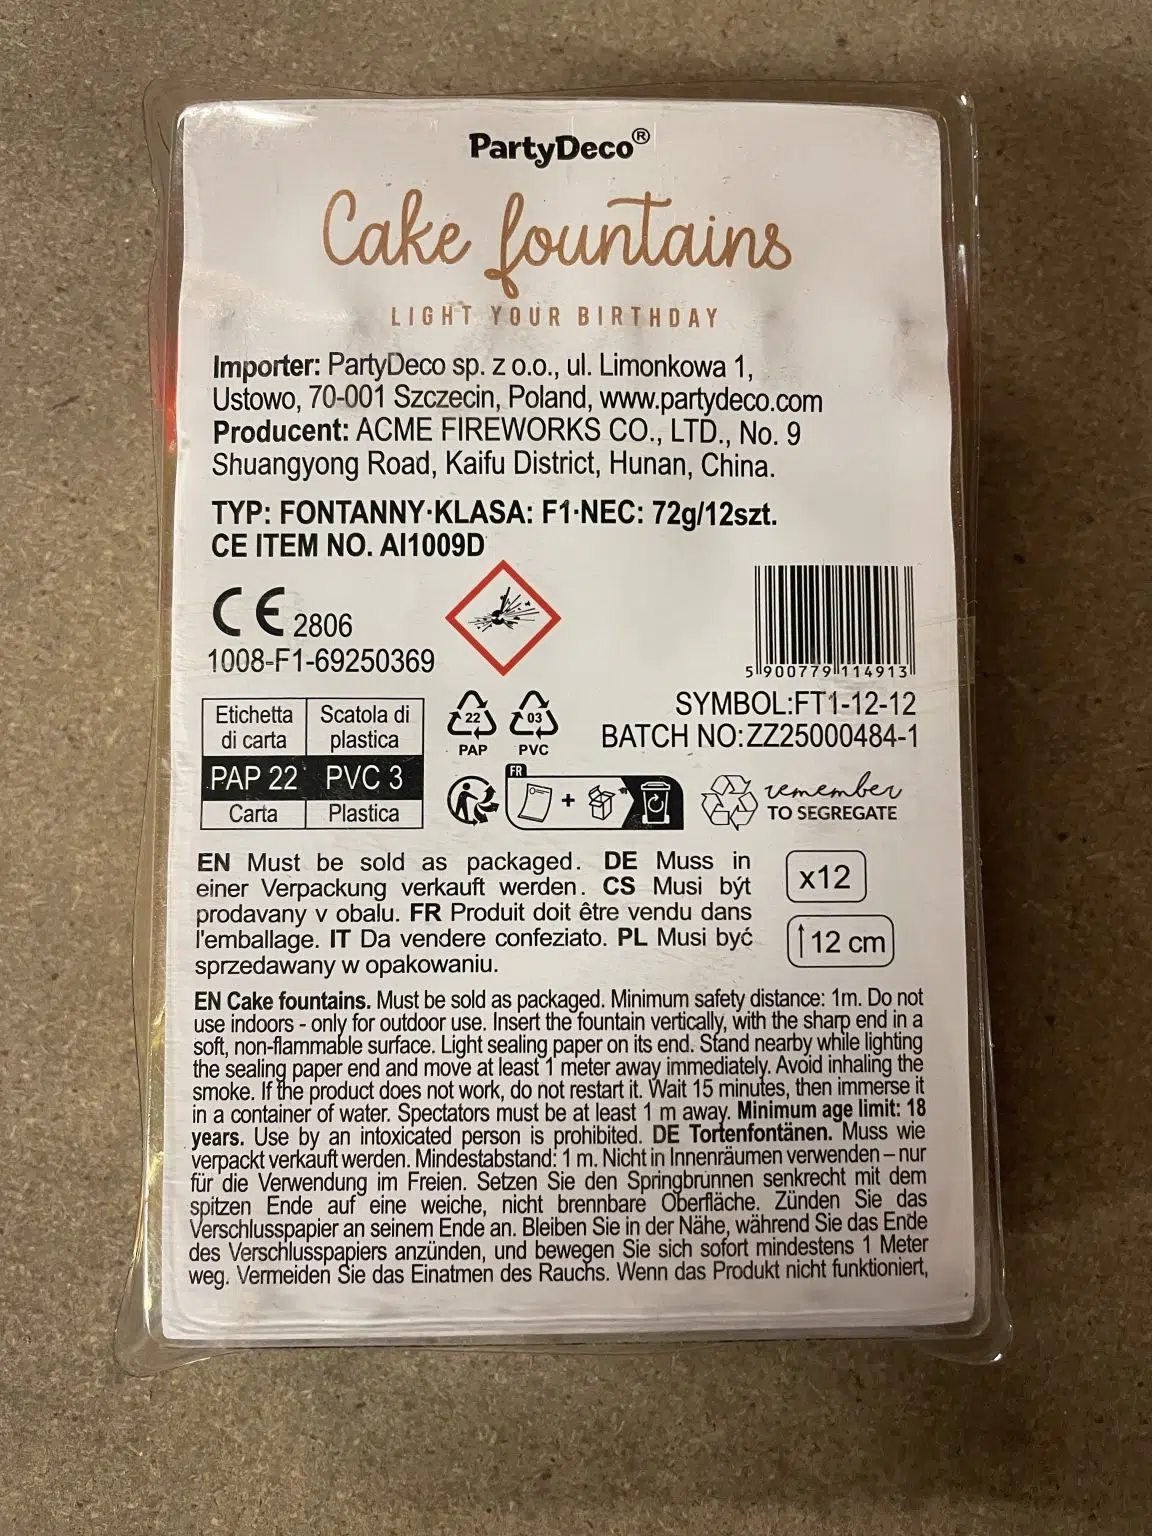 PartyDeco®
Cake fountains
LIGHT YOUR BIRTHDAY
Importer: PartyDeco sp. z o.o., ul. Limonkowa 1,
Ustowo, 70-001 Szczecin, Poland, www.partydeco.com
Producent: ACME FIREWORKS CO., LTD., No. 9
Shuangyong Road, Kaifu District, Hunan, China.
TYP: FONTANNY·KLASA: F1·NEC: 72g/12szt.
CE ITEM NO. AI1009D
CE 2806
1008-F1-69250369
5 900779 114913
SYMBOL:FT1-12-12
BATCH NO:ZZ25000484-1
Etichetta di carta
Scatola di plastica
PAP 22 PVC 3
Carta Plastica
22 03
PAP PVC
FR
+
remember
TO SEGREGATE
EN Must be sold as packaged. DE Muss in
einer Verpackung verkauft werden. CS Musi být
prodavany v obalu. FR Produit doit être vendu dans
l'emballage. IT Da vendere confeziato. PL Musi być
sprzedawany w opakowaniu.
x12
12 cm
EN Cake fountains. Must be sold as packaged. Minimum safety distance: 1m. Do not
use indoors - only for outdoor use. Insert the fountain vertically, with the sharp end in a
soft, non-flammable surface. Light sealing paper on its end. Stand nearby while lighting
the sealing paper end and move at least 1 meter away immediately. Avoid inhaling the
smoke. If the product does not work, do not restart it. Wait 15 minutes, then immerse it
in a container of water. Spectators must be at least 1 m away. Minimum age limit: 18
years. Use by an intoxicated person is prohibited. DE Tortenfontänen. Muss wie
verpackt verkauft werden. Mindestabstand: 1 m. Nicht in Innenräumen verwenden – nur
für die Verwendung im Freien. Setzen Sie den Springbrunnen senkrecht mit dem
spitzen Ende auf eine weiche, nicht brennbare Oberfläche. Zünden Sie das
Verschlusspapier an seinem Ende an. Bleiben Sie in der Nähe, während Sie das Ende
des Verschlusspapiers anzünden, und bewegen Sie sich sofort mindestens 1 Meter
weg. Vermeiden Sie das Einatmen des Rauchs. Wenn das Produkt nicht funktioniert,